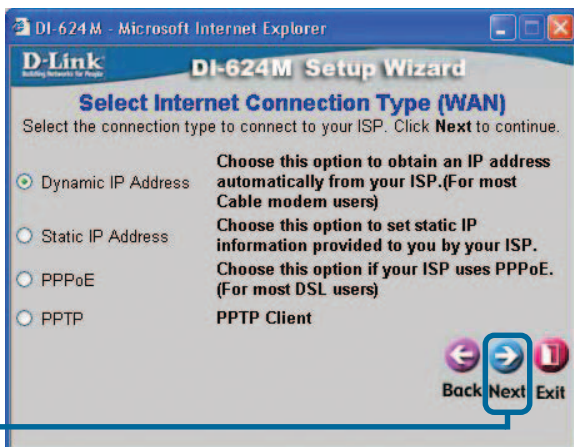 DI-624M - Microsoft Internet Explorer
D-Link
Building Networks for People
DI-624M Setup Wizard
Select Internet Connection Type (WAN)
Select the connection type to connect to your ISP. Click Next to continue.
Dynamic IP Address
Choose this option to obtain an IP address
automatically from your ISP.(For most
Cable modem users)
Static IP Address
Choose this option to set static IP
information provided to you by your ISP.
PPPoE
Choose this option if your ISP uses PPPoE.
(For most DSL users)
PPTP
PPTP Client
Back Next Exit